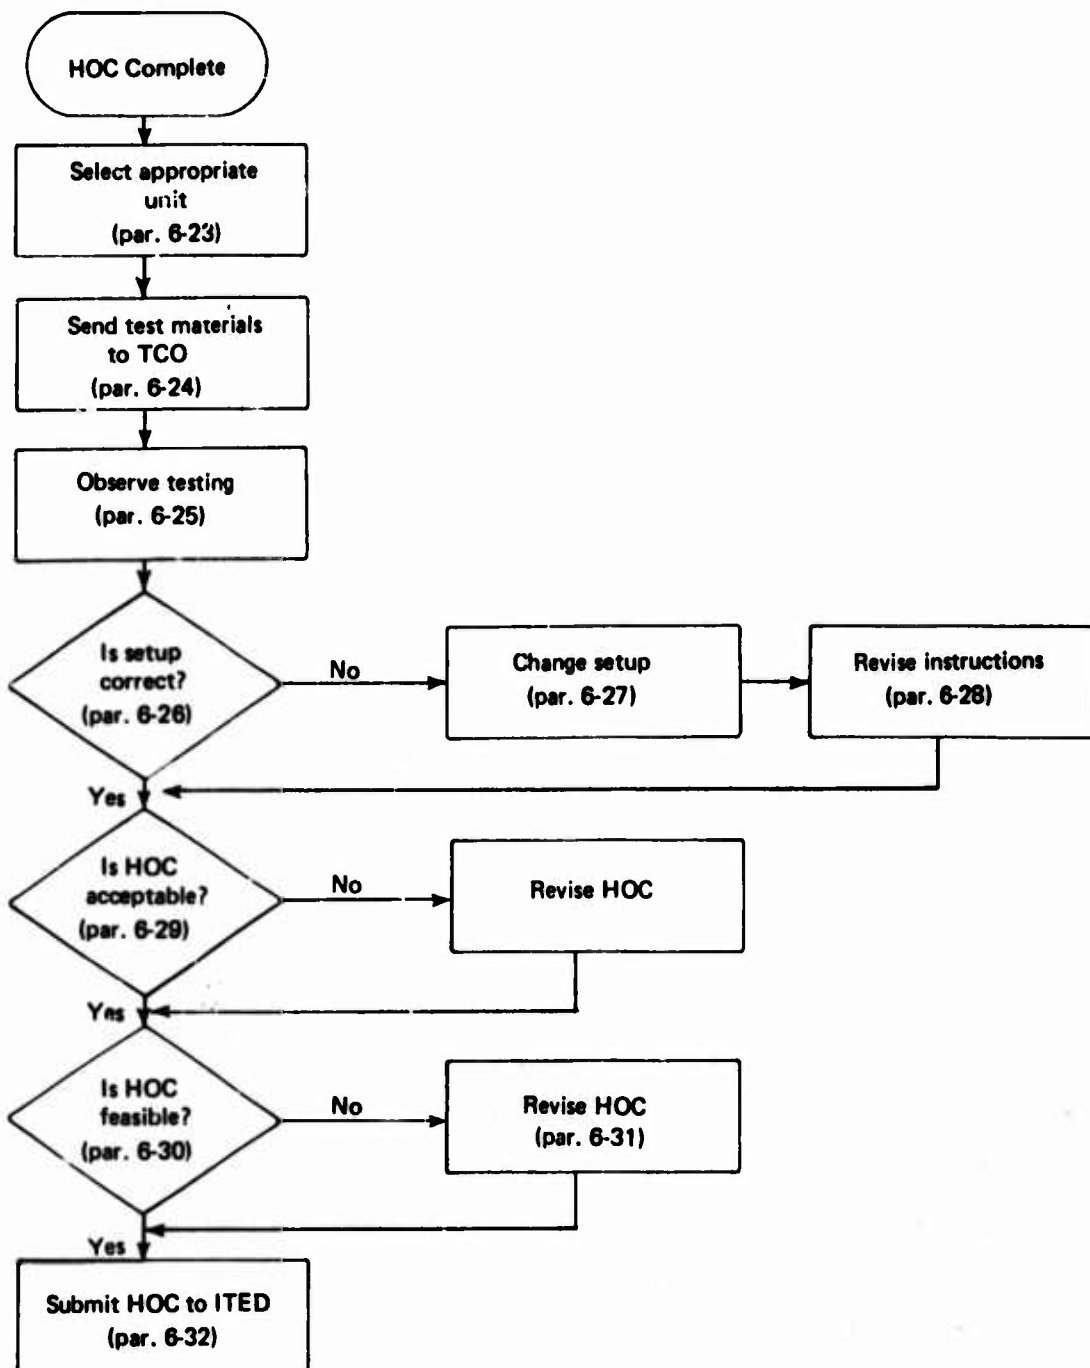 HOC Complete
Select appropriate
unit
(par. 6-23)
Send test materials
to TCO
(par. 6-24)
Observe testing
(par. 6-25)
Is setup
correct?
(par. 6-26)
No
Change setup
(par. 6-27)
Revise instructions
(par. 6-28)
Yes
Is HOC
acceptable?
(par. 6-29)
No
Revise HOC
Yes
Is HOC
feasible?
(par. 6-30)
No
Revise HOC
(par. 6-31)
Yes
Submit HOC to ITED
(par. 6-32)